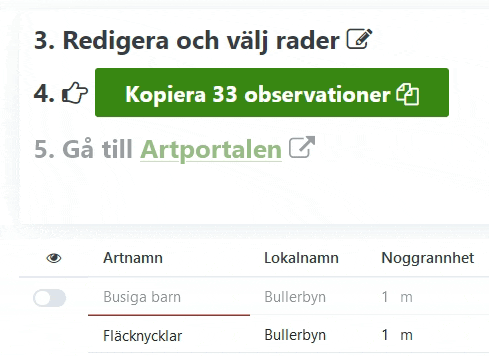 3. Redigera och välj rader
4. Kopiera 33 observationer
5. Gå till Artportalen
Artnamn Lokalnamn Noggrannhet
Busiga barn Bullerbyn 1 m
Fläcknycklar Bullerbyn 1 m